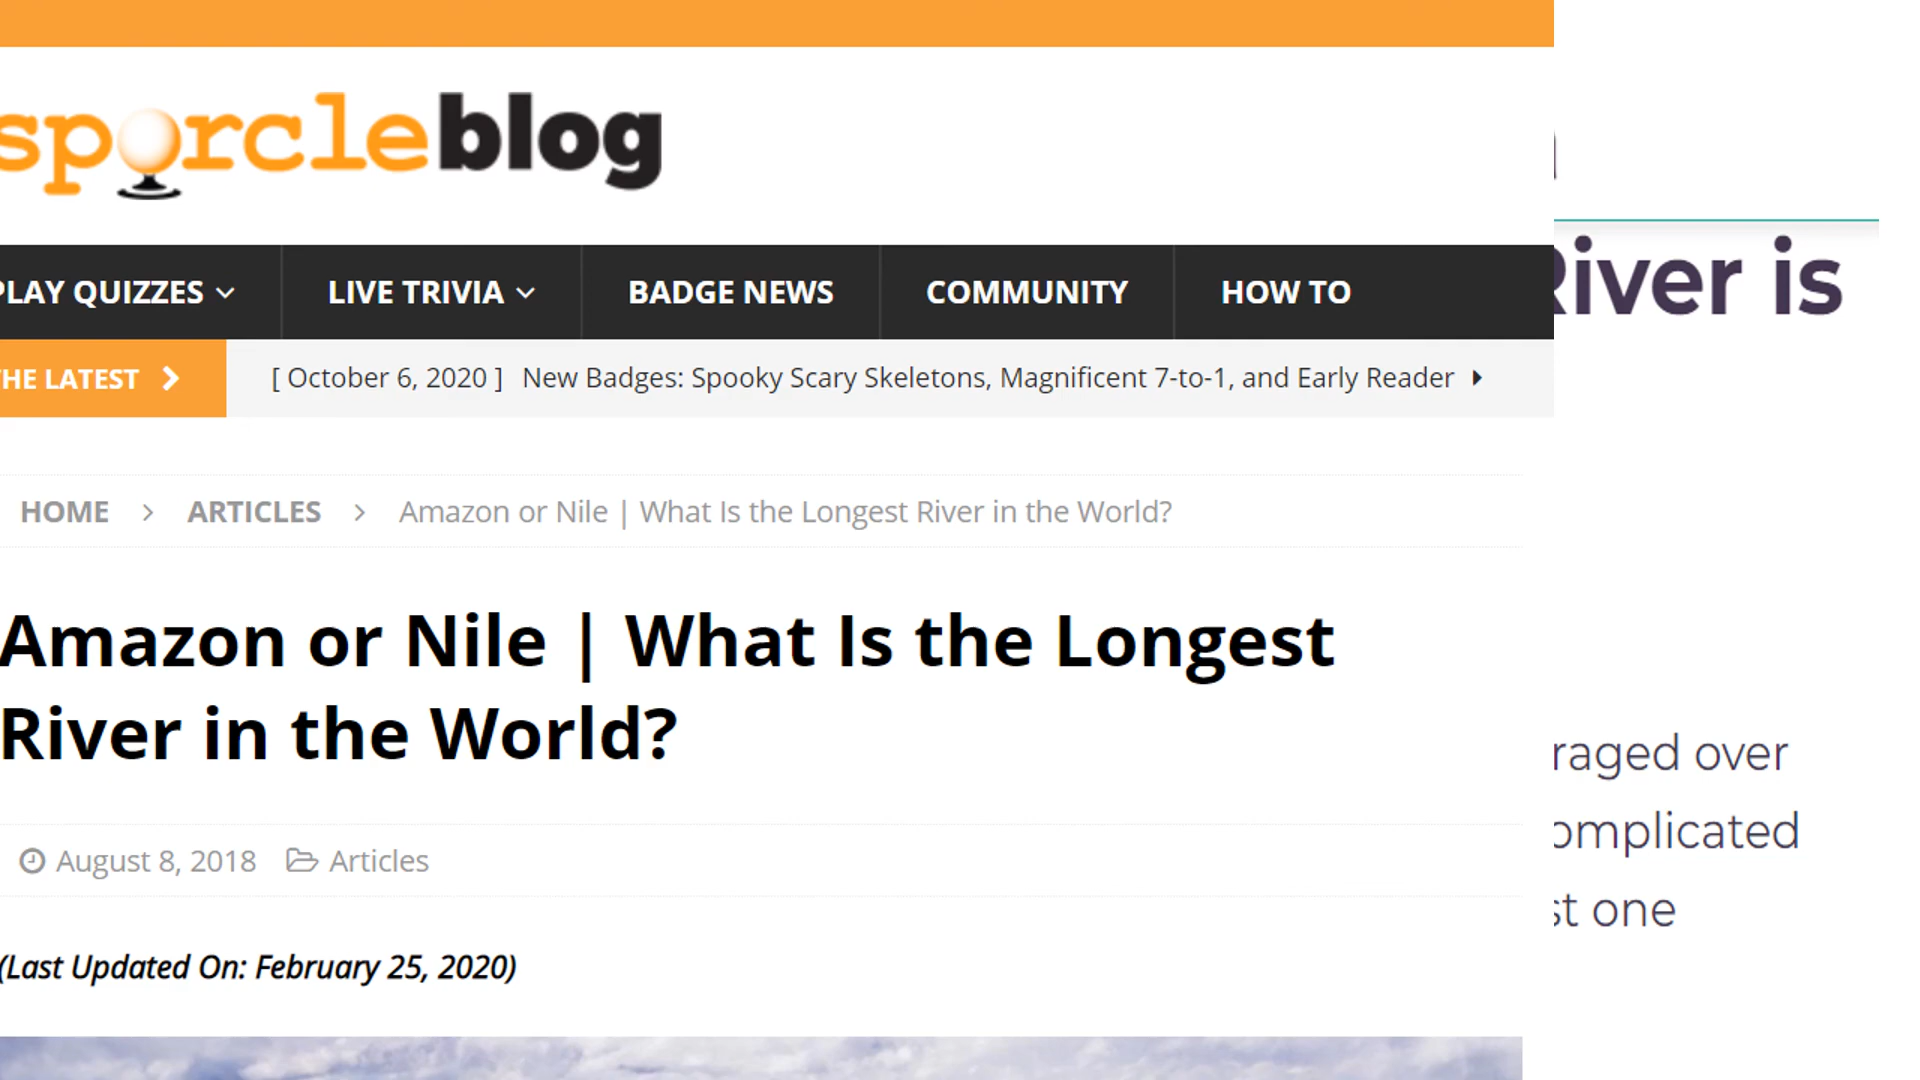 sporcleblog
PLAY QUIZZES
LIVE TRIVIA
BADGE NEWS
COMMUNITY
HOW TO
THE LATEST
[ October 6, 2020 ] New Badges: Spooky Scary Skeletons, Magnificent 7-to-1, and Early Reader
HOME > ARTICLES > Amazon or Nile | What Is the Longest River in the World?
Amazon or Nile | What Is the Longest
River in the World?
August 8, 2018 Articles
(Last Updated On: February 25, 2020)
River is
raged over
omplicated
st one